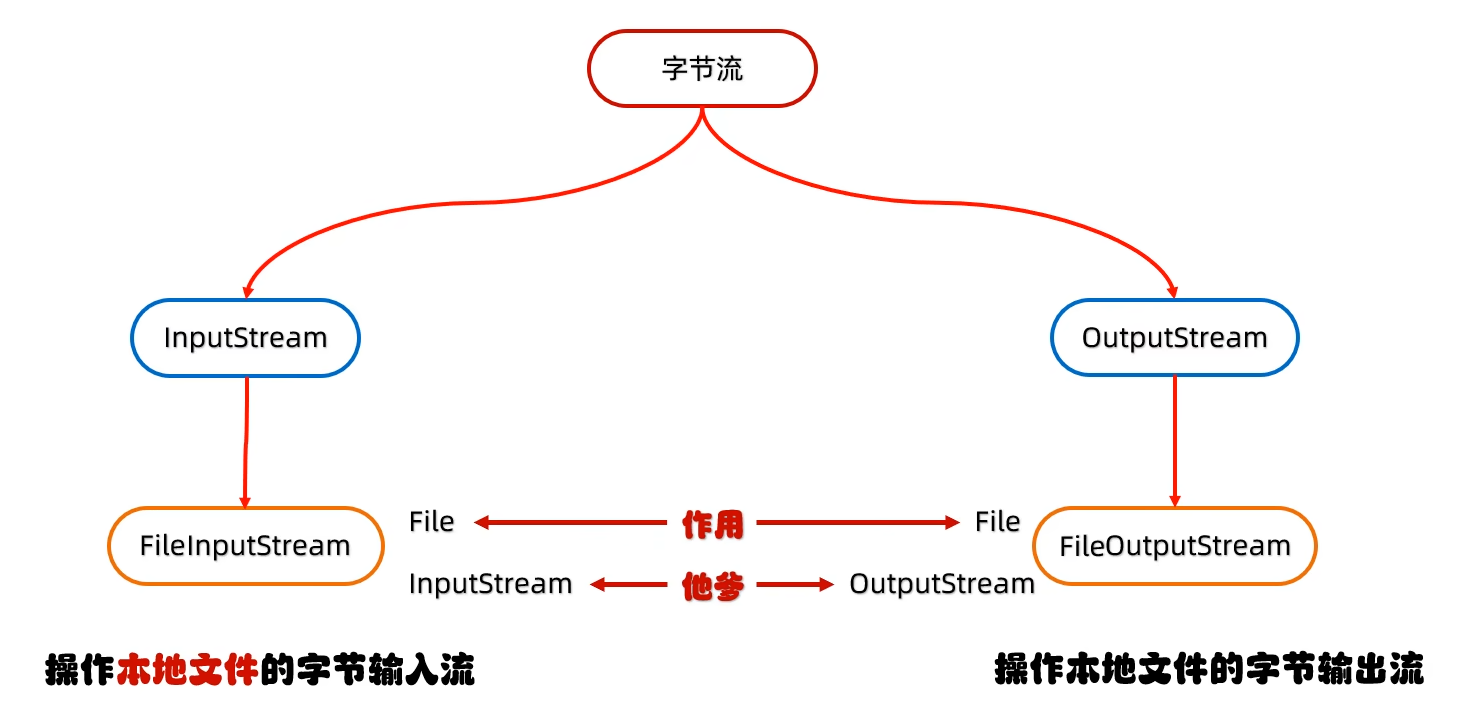 字节流
InputStream
OutputStream
File
作用
File
FileInputStream
FileOutputStream
InputStream
他爹
OutputStream
操作本地文件的字节输入流
操作本地文件的字节输出流